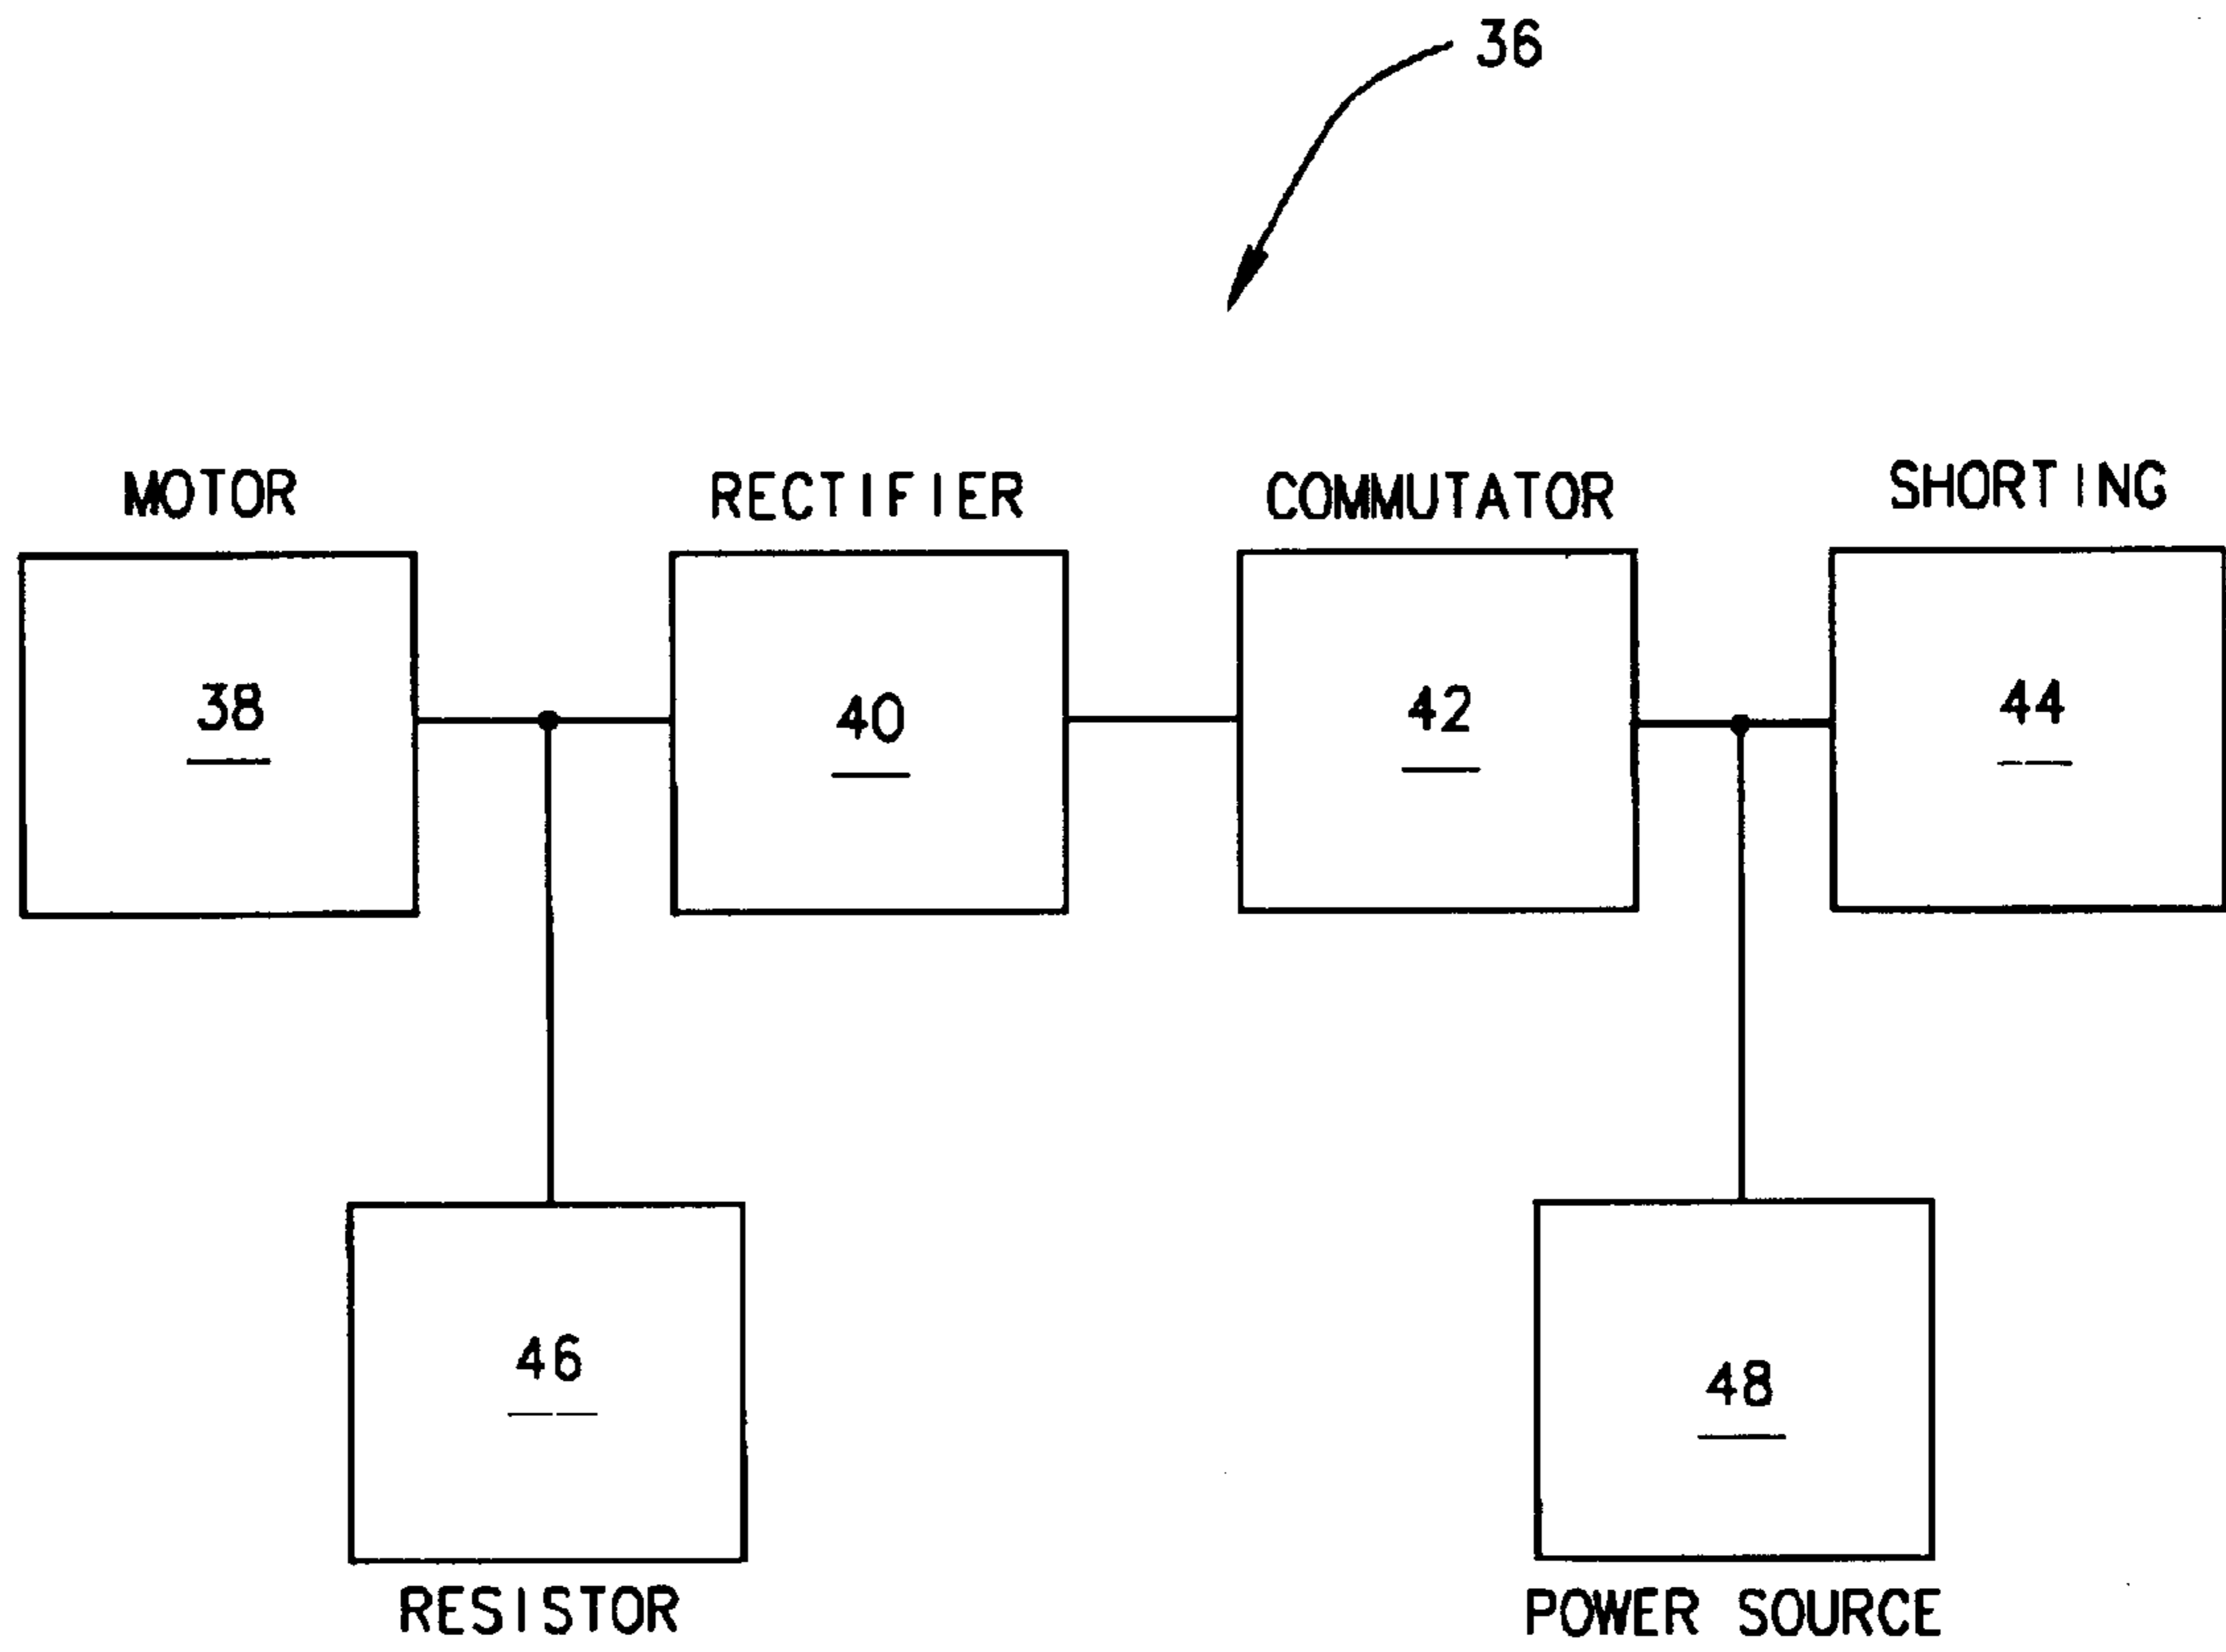 36
MOTOR
RECTIFIER
COMMUTATOR
SHORTING
38
40
42
44
46
48
RESISTOR
POWER SOURCE